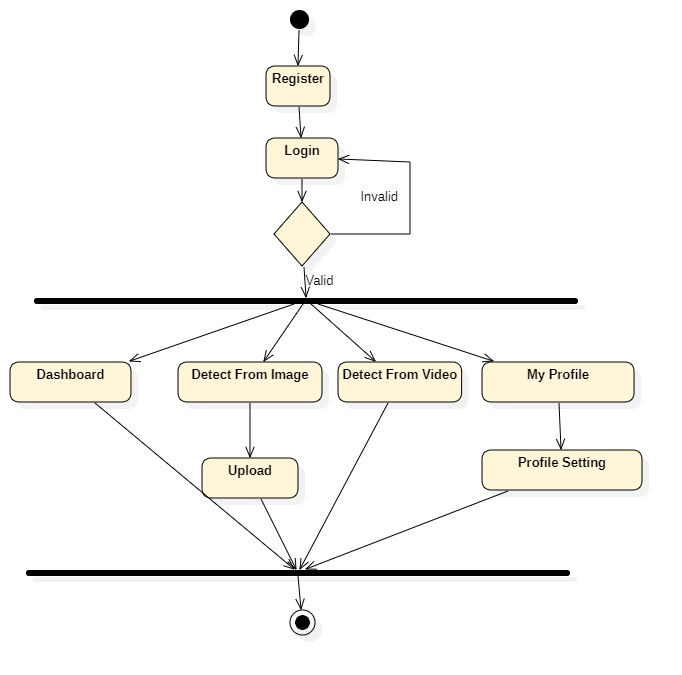 Register
Login
Invalid
Valid
Dashboard
Detect From Image
Detect From Video
My Profile
Upload
Profile Setting